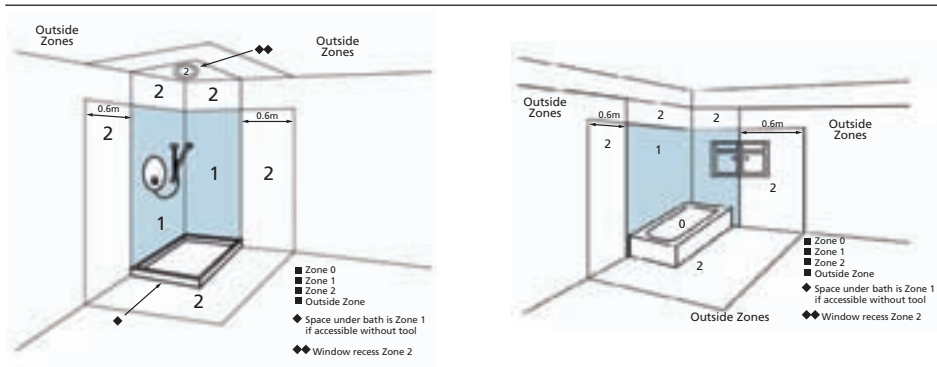 Outside
Zones
◆◆
Outside
Zones
2
2
2
0.6m
0.6m
2
1
2
1
2
◆
■ Zone 0
■ Zone 1
■ Zone 2
■ Outside Zone
◆ Space under bath is Zone 1
if accessible without tool
◆◆ Window recess Zone 2
Outside
Zones
2
2
0.6m
0.6m
Outside
Zones
2
1
2
0
2
■ Zone 0
■ Zone 1
■ Zone 2
■ Outside Zone
◆ Space under bath is Zone 1
if accessible without tool
◆◆ Window recess Zone 2
Outside Zones